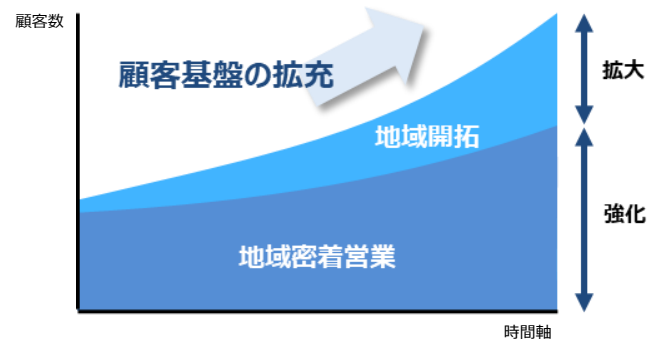 顧客数
顧客基盤の拡充
拡大
地域開拓
強化
地域密着営業
時間軸